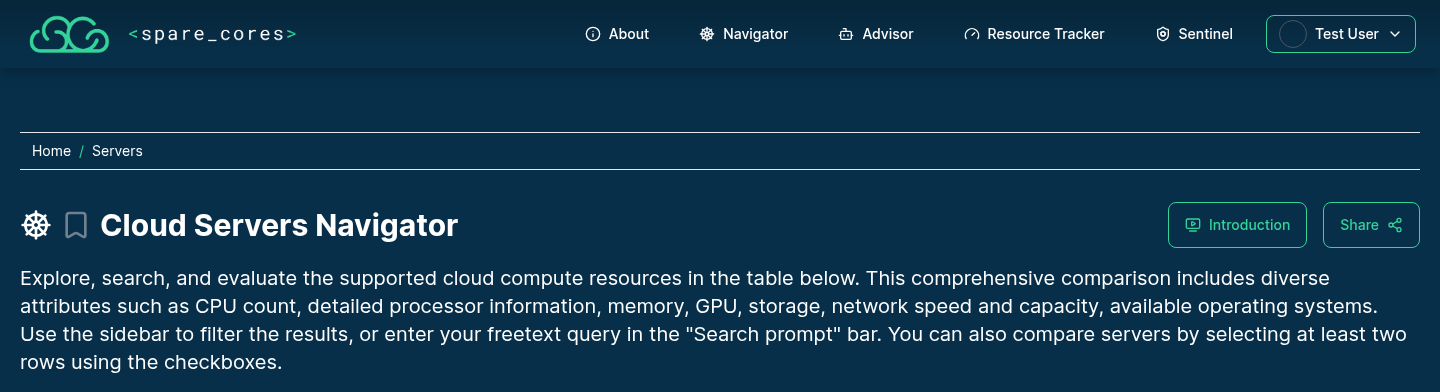 <spare_cores>
About
Navigator
Advisor
Resource Tracker
Sentinel
Test User
Home / Servers
Cloud Servers Navigator
Introduction
Share
Explore, search, and evaluate the supported cloud compute resources in the table below. This comprehensive comparison includes diverse
attributes such as CPU count, detailed processor information, memory, GPU, storage, network speed and capacity, available operating systems.
Use the sidebar to filter the results, or enter your freetext query in the "Search prompt" bar. You can also compare servers by selecting at least two
rows using the checkboxes.